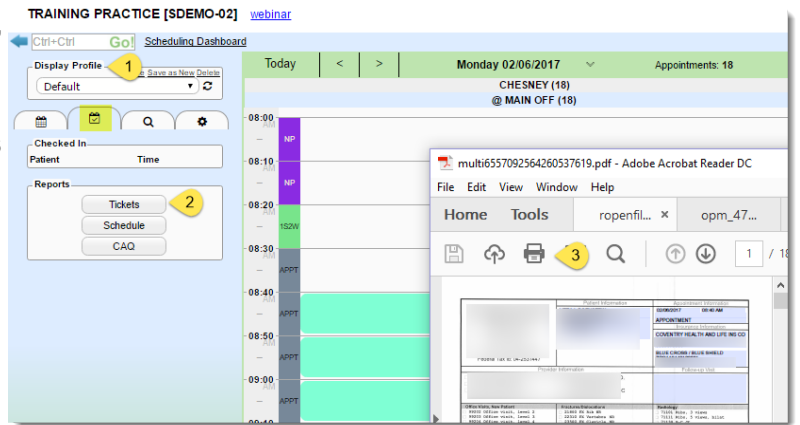 TRAINING PRACTICE [SDEMO-02] webinar
Ctrl+Ctrl Go! Scheduling Dashboard
Display Profile 1 Save as New Delete
Default
Checked In
Patient Time
Reports
Tickets 2
Schedule
CAQ
Today < > Monday 02/06/2017 Appointments: 18
CHESNEY (18)
@ MAIN OFF (18)
08:00
AM
NP
08:10
AM
NP
08:20
AM
1S2W
08:30
AM
APPT
08:40
AM
APPT
08:50
AM
APPT
09:00
AM
APPT
multi6557092564260537619.pdf - Adobe Acrobat Reader DC
File Edit View Window Help
Home Tools ropenfil... × opm_47...
3 1 / 18
Patient Information Appointment Information
02/06/2017 08:40 AM
APPOINTMENT
Insurance Information
COVENTRY HEALTH AND LIFE INS CO
BLUE CROSS / BLUE SHIELD
Provider Information Follow-up Visit
Radiology